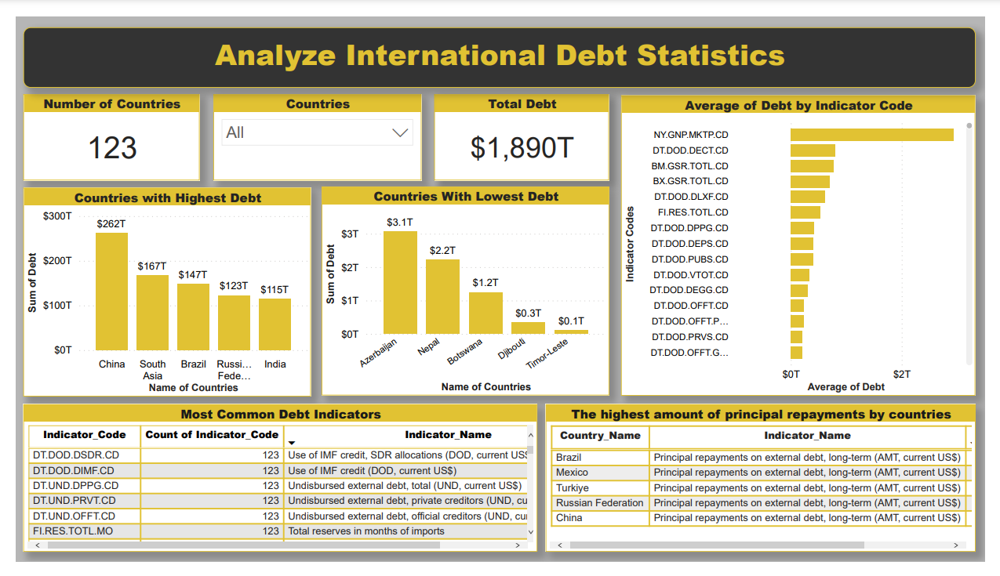 Analyze International Debt Statistics
Number of Countries
123
Countries
All
Total Debt
$1,890T
Average of Debt by Indicator Code
Indicator Codes
NY.GNP.MKTP.CD
DT.DOD.DECT.CD
BM.GSR.TOTL.CD
BX.GSR.TOTL.CD
DT.DOD.DLXF.CD
FI.RES.TOTL.CD
DT.DOD.DPPG.CD
DT.DOD.DEPS.CD
DT.DOD.PUBS.CD
DT.DOD.VTOT.CD
DT.DOD.DEGG.CD
DT.DOD.OFFT.CD
DT.DOD.OFFT.P...
DT.DOD.PRVS.CD
DT.DOD.OFFT.G...
$0T $2T
Average of Debt
Countries with Highest Debt
Sum of Debt
$300T
$200T
$100T
$0T
$262T
$167T
$147T
$123T
$115T
China South Brazil Russi... India
Asia Fede...
Name of Countries
Countries With Lowest Debt
Sum of Debt
$3T
$2T
$1T
$0T
$3.1T
$2.2T
$1.2T
$0.3T
$0.1T
Azerbaijan Nepal Botswana Djibouti Timor-Leste
Name of Countries
Most Common Debt Indicators
Indicator_Code Count of Indicator_Code Indicator_Name
DT.DOD.DSDR.CD 123 Use of IMF credit, SDR allocations (DOD, current US$
DT.DOD.DIMF.CD 123 Use of IMF credit (DOD, current US$)
DT.UND.DPPG.CD 123 Undisbursed external debt, total (UND, current US$)
DT.UND.PRVT.CD 123 Undisbursed external debt, private creditors (UND, cu
DT.UND.OFFT.CD 123 Undisbursed external debt, official creditors (UND, cu
FI.RES.TOTL.MO 123 Total reserves in months of imports
The highest amount of principal repayments by countries
Country_Name Indicator_Name
Brazil Principal repayments on external debt, long-term (AMT, current US$)
Mexico Principal repayments on external debt, long-term (AMT, current US$)
Turkiye Principal repayments on external debt, long-term (AMT, current US$)
Russian Federation Principal repayments on external debt, long-term (AMT, current US$)
China Principal repayments on external debt, long-term (AMT, current US$)